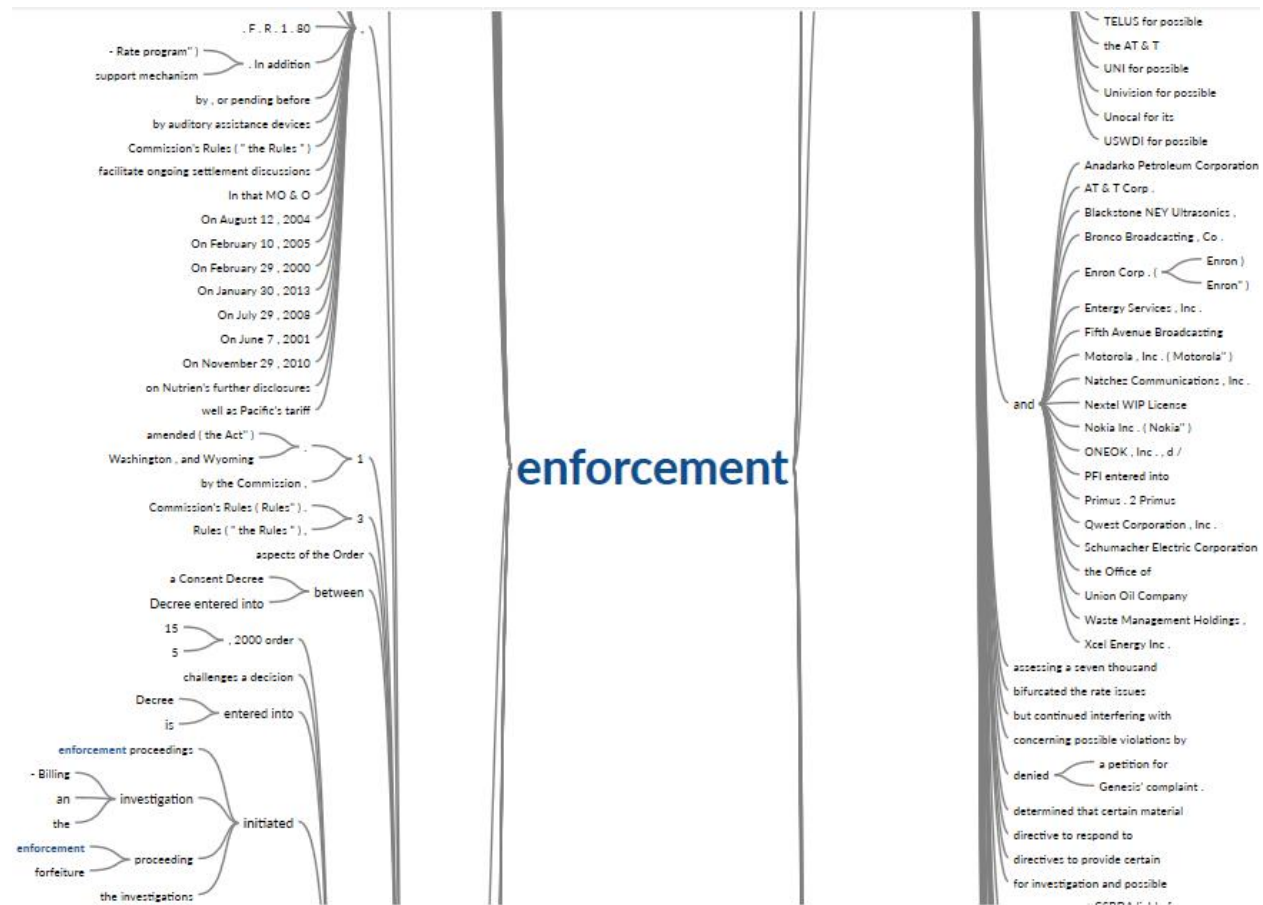 . F . R . 1 . 80
.
- Rate program" )
support mechanism
. In addition
by , or pending before
by auditory assistance devices
Commission's Rules ( " the Rules " )
facilitate ongoing settlement discussions
In that MO & O
On August 12 , 2004
On February 10 , 2005
On February 29 , 2000
On January 30 , 2013
On July 29 , 2008
On June 7 , 2001
On November 29 , 2010
on Nutrien's further disclosures
well as Pacific's tariff
amended ( the Act" )
Washington , and Wyoming
.
by the Commission ,
1
Commission's Rules ( Rules" ) .
Rules ( " the Rules " ) ,
3
aspects of the Order
a Consent Decree
Decree entered into
between
15
5
, 2000 order
challenges a decision
Decree
is
entered into
enforcement proceedings
- Billing
an
the
investigation
enforcement
forfeiture
proceeding
the investigations
initiated
enforcement
TELUS for possible
the AT & T
UNI for possible
Univision for possible
Unocal for its
USWDI for possible
and
Anadarko Petroleum Corporation
AT & T Corp .
Blackstone NEY Ultrasonics ,
Bronco Broadcasting , Co .
Enron Corp . (
Enron )
Enron" )
Entergy Services , Inc .
Fifth Avenue Broadcasting
Motorola , Inc . ( Motorola" )
Natchez Communications , Inc .
Nextel WIP License
Nokia Inc . ( Nokia" )
ONEOK , Inc . , d /
PFI entered into
Primus . 2 Primus
Qwest Corporation , Inc .
Schumacher Electric Corporation
the Office of
Union Oil Company
Waste Management Holdings ,
Xcel Energy Inc .
assessing a seven thousand
bifurcated the rate issues
but continued interfering with
concerning possible violations by
denied
a petition for
Genesis' complaint .
determined that certain material
directive to respond to
directives to provide certain
for investigation and possible